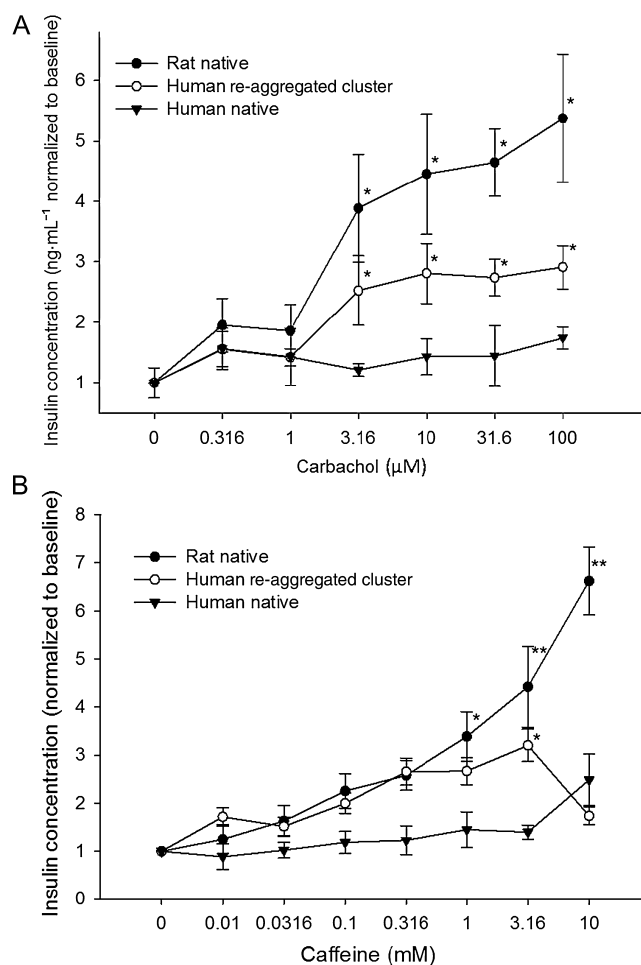 A
Insulin concentration (ng·mL⁻¹ normalized to baseline)
Rat native
Human re-aggregated cluster
Human native
6
5
4
3
2
1
*
*
*
*
*
*
*
*
0 0.316 1 3.16 10 31.6 100
Carbachol (µM)
B
Insulin concentration (normalized to baseline)
Rat native
Human re-aggregated cluster
Human native
8
7
6
5
4
3
2
1
0
**
**
*
*
0 0.01 0.0316 0.1 0.316 1 3.16 10
Caffeine (mM)